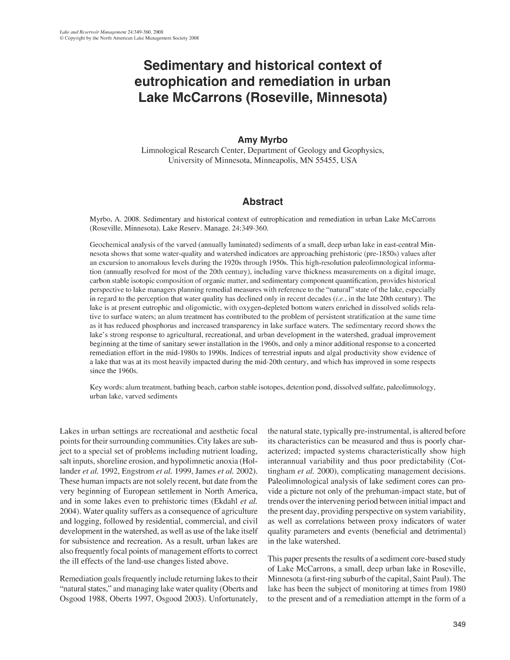 Lake and Reservoir Management 24:349-360, 2008
© Copyright by the North American Lake Management Society 2008
Sedimentary and historical context of
eutrophication and remediation in urban
Lake McCarrons (Roseville, Minnesota)
Amy Myrbo
Limnological Research Center, Department of Geology and Geophysics,
University of Minnesota, Minneapolis, MN 55455, USA
Abstract
Myrbo, A. 2008. Sedimentary and historical context of eutrophication and remediation in urban Lake McCarrons
(Roseville, Minnesota). Lake Reserv. Manage. 24:349-360.
Geochemical analysis of the varved (annually laminated) sediments of a small, deep urban lake in east-central Min-
nesota shows that some water-quality and watershed indicators are approaching prehistoric (pre-1850s) values after
an excursion to anomalous levels during the 1920s through 1950s. This high-resolution paleolimnological informa-
tion (annually resolved for most of the 20th century), including varve thickness measurements on a digital image,
carbon stable isotopic composition of organic matter, and sedimentary component quantification, provides historical
perspective to lake managers planning remedial measures with reference to the "natural" state of the lake, especially
in regard to the perception that water quality has declined only in recent decades (i.e., in the late 20th century). The
lake is at present eutrophic and oligomictic, with oxygen-depleted bottom waters enriched in dissolved solids rela-
tive to surface waters; an alum treatment has contributed to the problem of persistent stratification at the same time
as it has reduced phosphorus and increased transparency in lake surface waters. The sedimentary record shows the
lake's strong response to agricultural, recreational, and urban development in the watershed, gradual improvement
beginning at the time of sanitary sewer installation in the 1960s, and only a minor additional response to a concerted
remediation effort in the mid-1980s to 1990s. Indices of terrestrial inputs and algal productivity show evidence of
a lake that was at its most heavily impacted during the mid-20th century, and which has improved in some respects
since the 1960s.
Key words: alum treatment, bathing beach, carbon stable isotopes, detention pond, dissolved sulfate, paleolimnology,
urban lake, varved sediments
Lakes in urban settings are recreational and aesthetic focal
points for their surrounding communities. City lakes are sub-
ject to a special set of problems including nutrient loading,
salt inputs, shoreline erosion, and hypolimnetic anoxia (Hol-
lander et al. 1992, Engstrom et al. 1999, James et al. 2002).
These human impacts are not solely recent, but date from the
very beginning of European settlement in North America,
and in some lakes even to prehistoric times (Ekdahl et al.
2004). Water quality suffers as a consequence of agriculture
and logging, followed by residential, commercial, and civil
development in the watershed, as well as use of the lake itself
for subsistence and recreation. As a result, urban lakes are
also frequently focal points of management efforts to correct
the ill effects of the land-use changes listed above.
Remediation goals frequently include returning lakes to their
"natural states," and managing lake water quality (Oberts and
Osgood 1988, Oberts 1997, Osgood 2003). Unfortunately,
the natural state, typically pre-instrumental, is altered before
its characteristics can be measured and thus is poorly char-
acterized; impacted systems characteristically show high
interannual variability and thus poor predictability (Cot-
tingham et al. 2000), complicating management decisions.
Paleolimnological analysis of lake sediment cores can pro-
vide a picture not only of the prehuman-impact state, but of
trends over the intervening period between initial impact and
the present day, providing perspective on system variability,
as well as correlations between proxy indicators of water
quality parameters and events (beneficial and detrimental)
in the lake watershed.
This paper presents the results of a sediment core-based study
of Lake McCarrons, a small, deep urban lake in Roseville,
Minnesota (a first-ring suburb of the capital, Saint Paul). The
lake has been the subject of monitoring at times from 1980
to the present and of a remediation attempt in the form of a
349